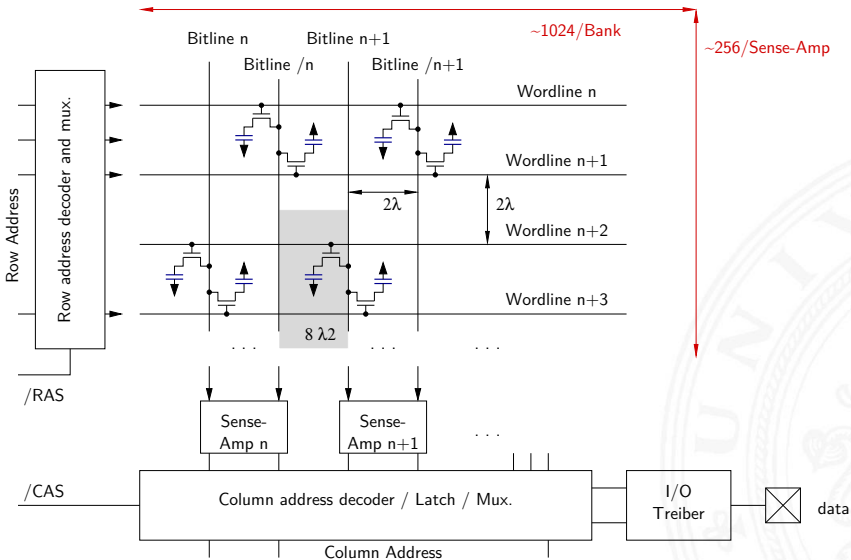 ~1024/Bank
~256/Sense-Amp
Bitline n
Bitline n+1
Bitline /n
Bitline /n+1
Wordline n
Wordline n+1
2λ
2λ
Wordline n+2
Wordline n+3
8 λ2
. . .
. . .
. . .
Row Address
Row address decoder and mux.
/RAS
Sense-
Amp n
Sense-
Amp n+1
. . .
/CAS
Column address decoder / Latch / Mux.
I/O
Treiber
data
Column Address
U N I V